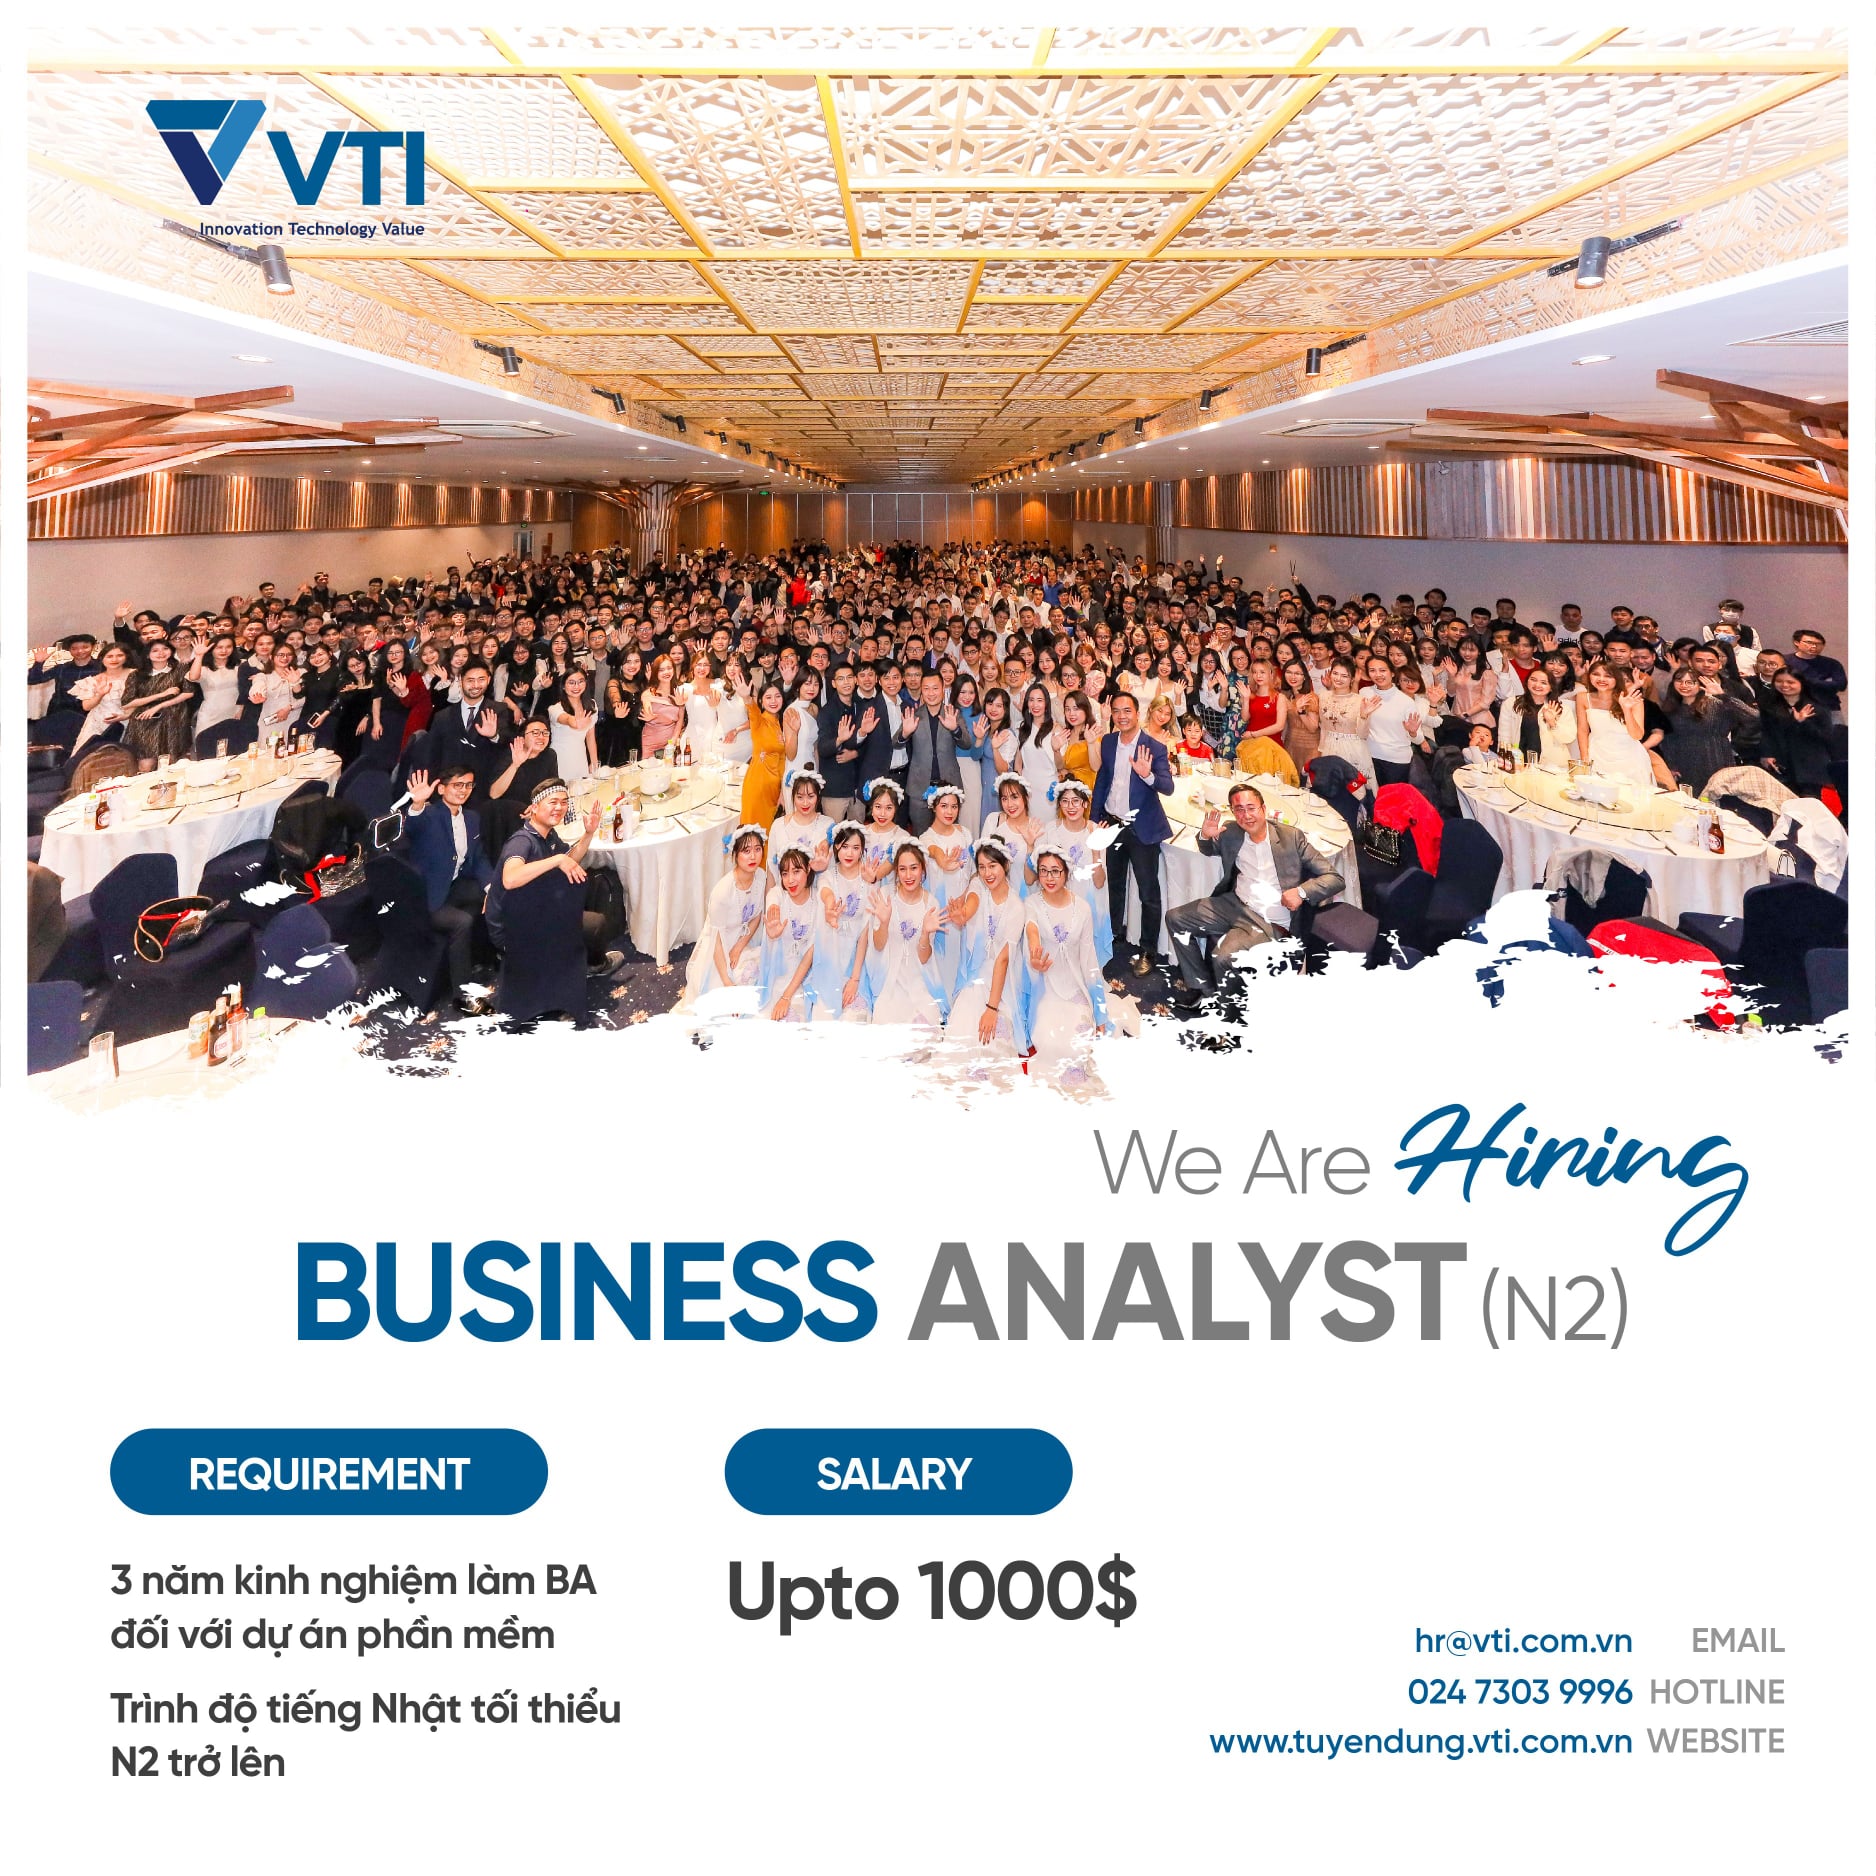 VTI
Innovation Technology Value
We Are Hiring
BUSINESS ANALYST (N2)
REQUIREMENT
3 năm kinh nghiệm làm BA
đối với dự án phần mềm
Trình độ tiếng Nhật tối thiểu
N2 trở lên
SALARY
Upto 1000$
hr@vti.com.vn EMAIL
024 7303 9996 HOTLINE
www.tuyendung.vti.com.vn WEBSITE